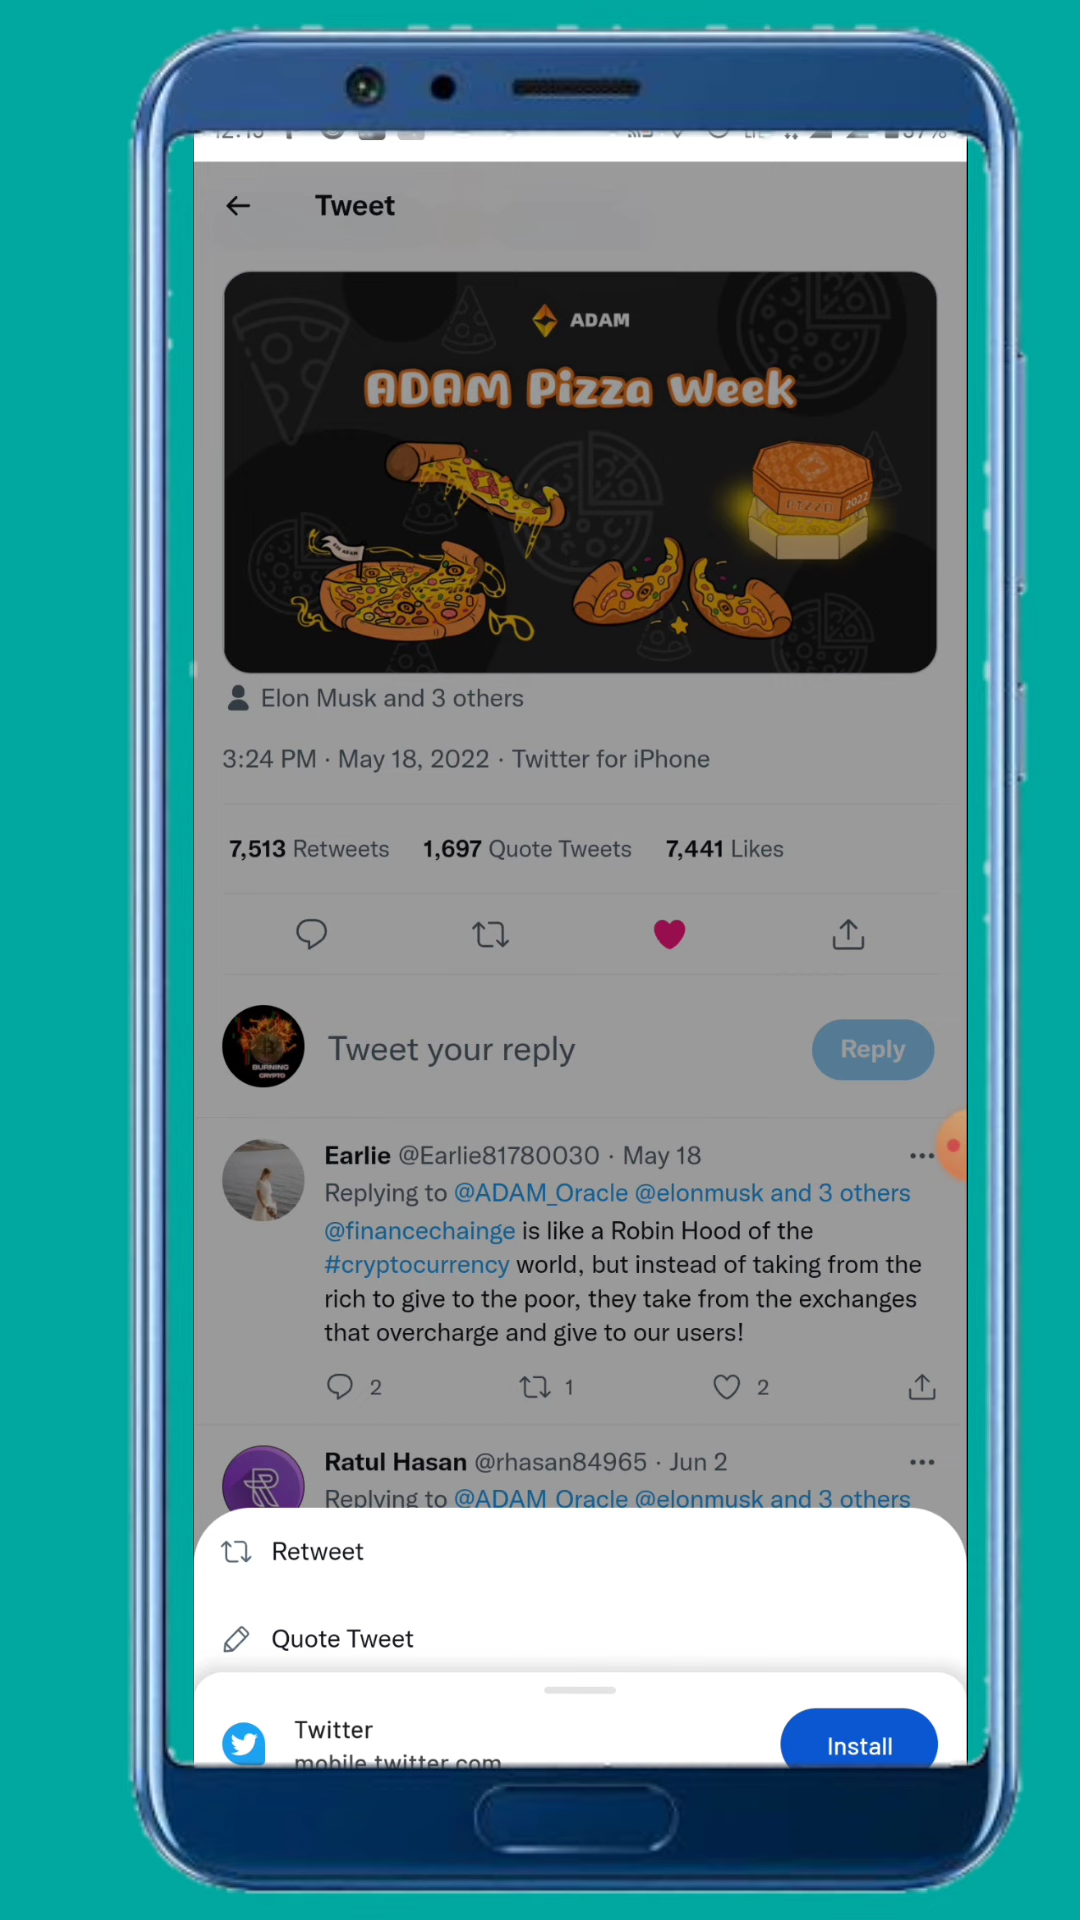 Tweet
ADAM
ADAM Pizza Week
PIZZA 2022
Elon Musk and 3 others
3:24 PM · May 18, 2022 · Twitter for iPhone
7,513 Retweets 1,697 Quote Tweets 7,441 Likes
BURNING
CRYPTO
Tweet your reply
Reply
Earlie @Earlie81780030 · May 18
Replying to @ADAM_Oracle @elonmusk and 3 others
@financechainge is like a Robin Hood of the
#cryptocurrency world, but instead of taking from the
rich to give to the poor, they take from the exchanges
that overcharge and give to our users!
2 1 2
Ratul Hasan @rhasan84965 · Jun 2
Replying to @ADAM_Oracle @elonmusk and 3 others
Retweet
Quote Tweet
Twitter
Install
mobile.twitter.com